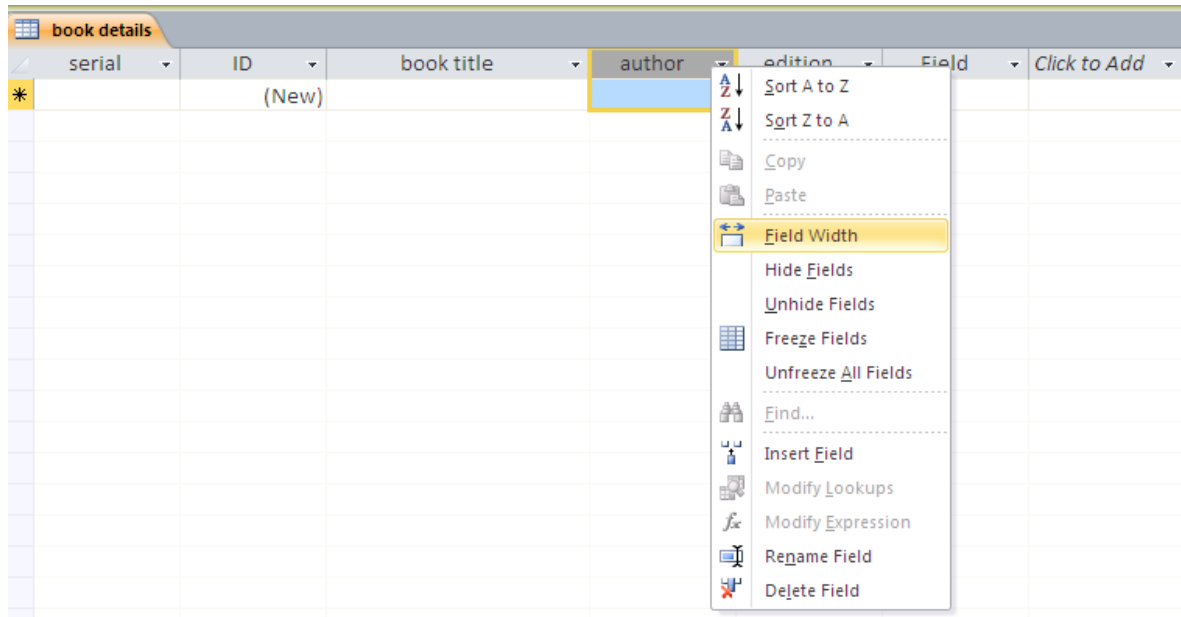 book details
serial ID book title author edition Field Click to Add
(New)
Sort A to Z
Sort Z to A
Copy
Paste
Field Width
Hide Fields
Unhide Fields
Freeze Fields
Unfreeze All Fields
Find...
Insert Field
Modify Lookups
Modify Expression
Rename Field
Delete Field